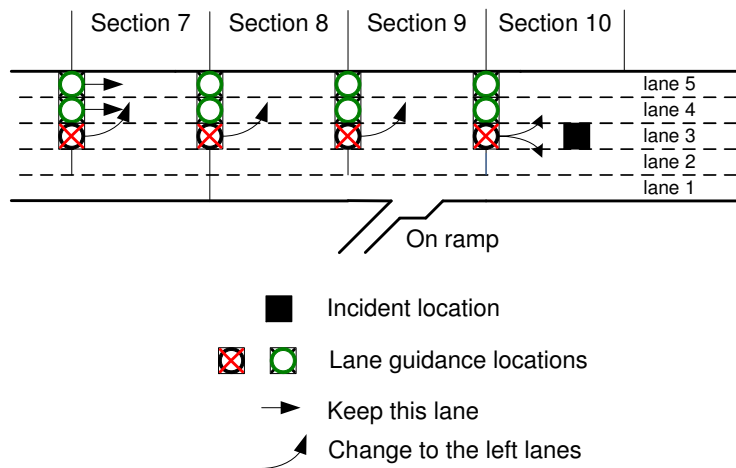 Section 7 Section 8 Section 9 Section 10
lane 5
lane 4
lane 3
lane 2
lane 1
On ramp
Incident location
Lane guidance locations
Keep this lane
Change to the left lanes